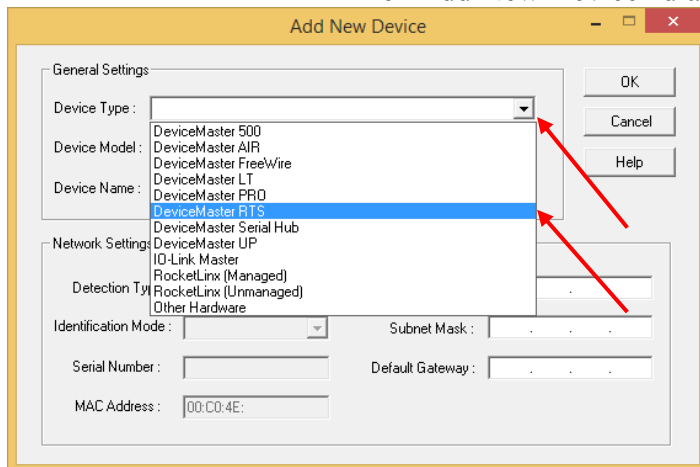 Add New Device
General Settings
OK
Device Type :
Cancel
DeviceMaster 500
DeviceMaster AIR
Device Model :
DeviceMaster FreeWire
Help
DeviceMaster LT
Device Name :
DeviceMaster PRO
DeviceMaster RTS
DeviceMaster Serial Hub
Network Settings
DeviceMaster UP
IO-Link Master
RocketLinx (Managed)
Detection Ty
RocketLinx (Unmanaged)
Other Hardware
Identification Mode :
Subnet Mask :
Serial Number :
Default Gateway :
MAC Address :
00:C0:4E: